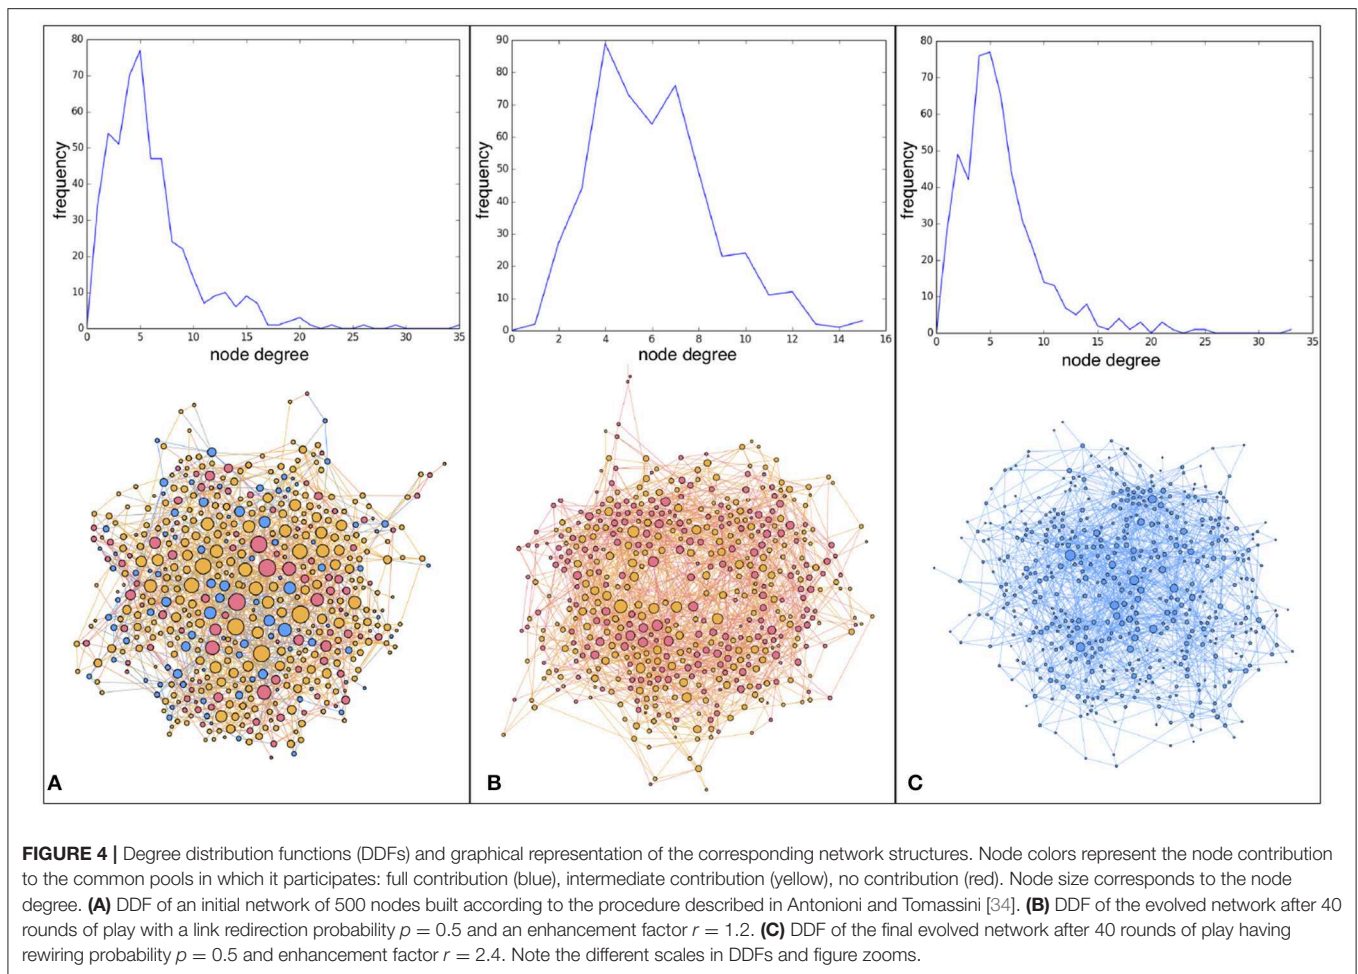 80
70
60
50
40
30
20
10
0
frequency
0 5 10 15 20 25 30 35
node degree
A
90
80
70
60
50
40
30
20
10
0
frequency
0 2 4 6 8 10 12 14 16
node degree
B
80
70
60
50
40
30
20
10
0
frequency
0 5 10 15 20 25 30 35
node degree
C
FIGURE 4 | Degree distribution functions (DDFs) and graphical representation of the corresponding network structures. Node colors represent the node contribution
to the common pools in which it participates: full contribution (blue), intermediate contribution (yellow), no contribution (red). Node size corresponds to the node
degree. (A) DDF of an initial network of 500 nodes built according to the procedure described in Antonioni and Tomassini [34]. (B) DDF of the evolved network after 40
rounds of play with a link redirection probability p = 0.5 and an enhancement factor r = 1.2. (C) DDF of the final evolved network after 40 rounds of play having
rewiring probability p = 0.5 and enhancement factor r = 2.4. Note the different scales in DDFs and figure zooms.